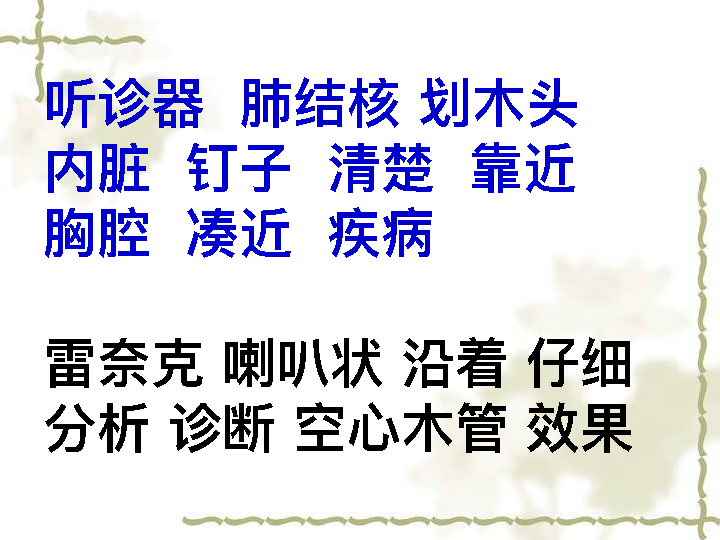 听诊器 肺结核 划木头
内脏 钉子 清楚 靠近
胸腔 凑近 疾病
雷奈克 喇叭状 沿着 仔细
分析 诊断 空心木管 效果